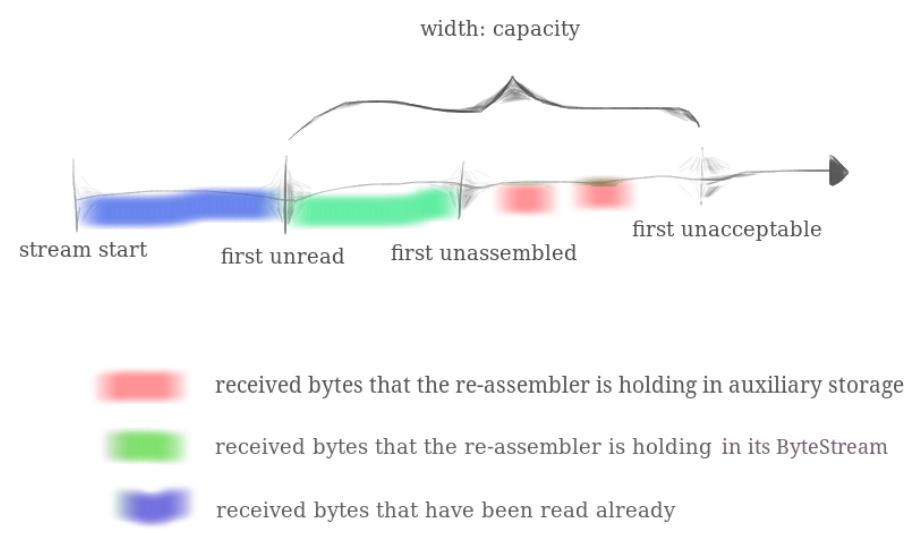 width: capacity
stream start
first unread
first unassembled
first unacceptable
received bytes that the re-assembler is holding in auxiliary storage
received bytes that the re-assembler is holding in its ByteStream
received bytes that have been read already